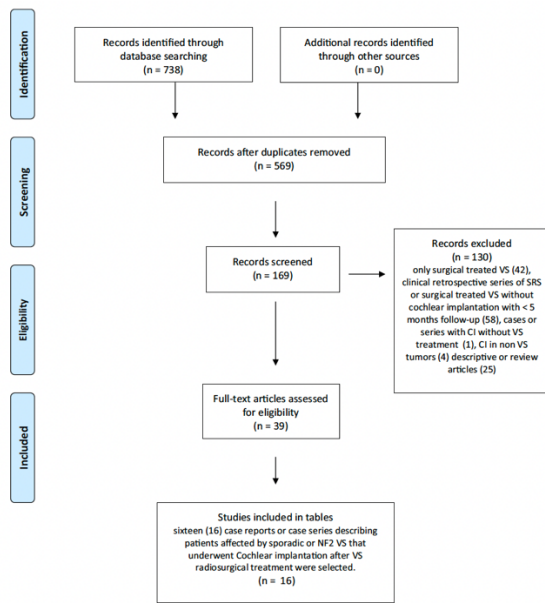 Identification
Records identified through
database searching
(n = 738)
Additional records identified
through other sources
(n = 0)
Screening
Records after duplicates removed
(n = 569)
Records screened
(n = 169)
Records excluded
(n = 130)
only surgical treated VS (42),
clinical retrospective series of SRS
or surgical treated VS without
cochlear implantation with < 5
months follow-up (58), cases or
series with CI without VS
treatment (1), CI in non VS
tumors (4) descriptive or review
articles (25)
Eligibility
Full-text articles assessed
for eligibility
(n = 39)
Included
Studies included in tables
sixteen (16) case reports or case series describing
patients affected by sporadic or NF2 VS that
underwent Cochlear implantation after VS
radiosurgical treatment were selected.
(n = 16)